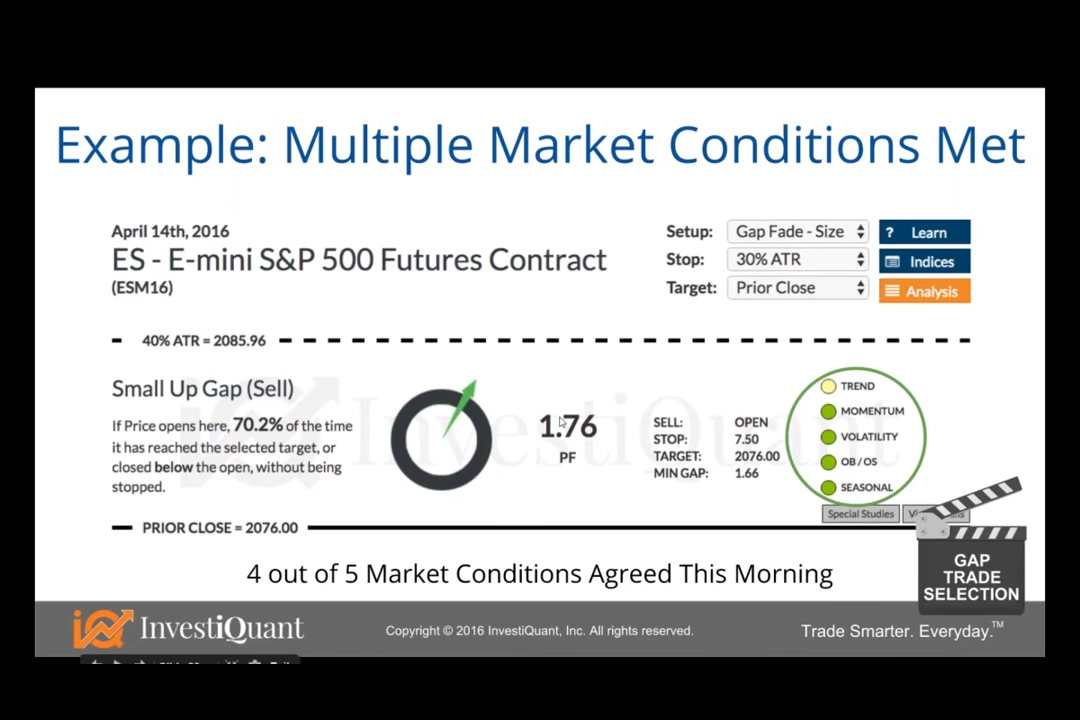 Example: Multiple Market Conditions Met
April 14th, 2016
ES - E-mini S&P 500 Futures Contract
(ESM16)
Setup: Gap Fade - Size
Stop: 30% ATR
Target: Prior Close
? Learn
Indices
Analysis
40% ATR = 2085.96
Small Up Gap (Sell)
If Price opens here, 70.2% of the time
it has reached the selected target, or
closed below the open, without being
stopped.
1.76
PF
SELL: OPEN
STOP: 7.50
TARGET: 2076.00
MIN GAP: 1.66
TREND
MOMENTUM
VOLATILITY
OB / OS
SEASONAL
Special Studies
PRIOR CLOSE = 2076.00
InvestiQuant
4 out of 5 Market Conditions Agreed This Morning
GAP
TRADE
SELECTION
iQ InvestiQuant
Copyright © 2016 InvestiQuant, Inc. All rights reserved.
Trade Smarter. Everyday.™